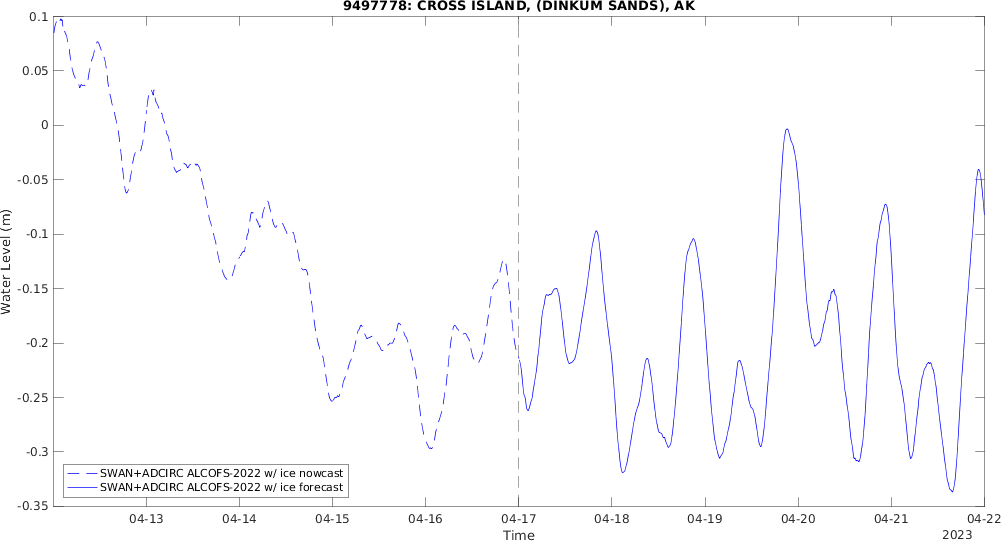 9497778: CROSS ISLAND, (DINKUM SANDS), AK
0.1
0.05
0
-0.05
-0.1
-0.15
-0.2
-0.25
-0.3
-0.35
Water Level (m)
SWAN+ADCIRC ALCOFS-2022 w/ ice nowcast
SWAN+ADCIRC ALCOFS-2022 w/ ice forecast
04-13 04-14 04-15 04-16 04-17 04-18 04-19 04-20 04-21 04-22
Time
2023